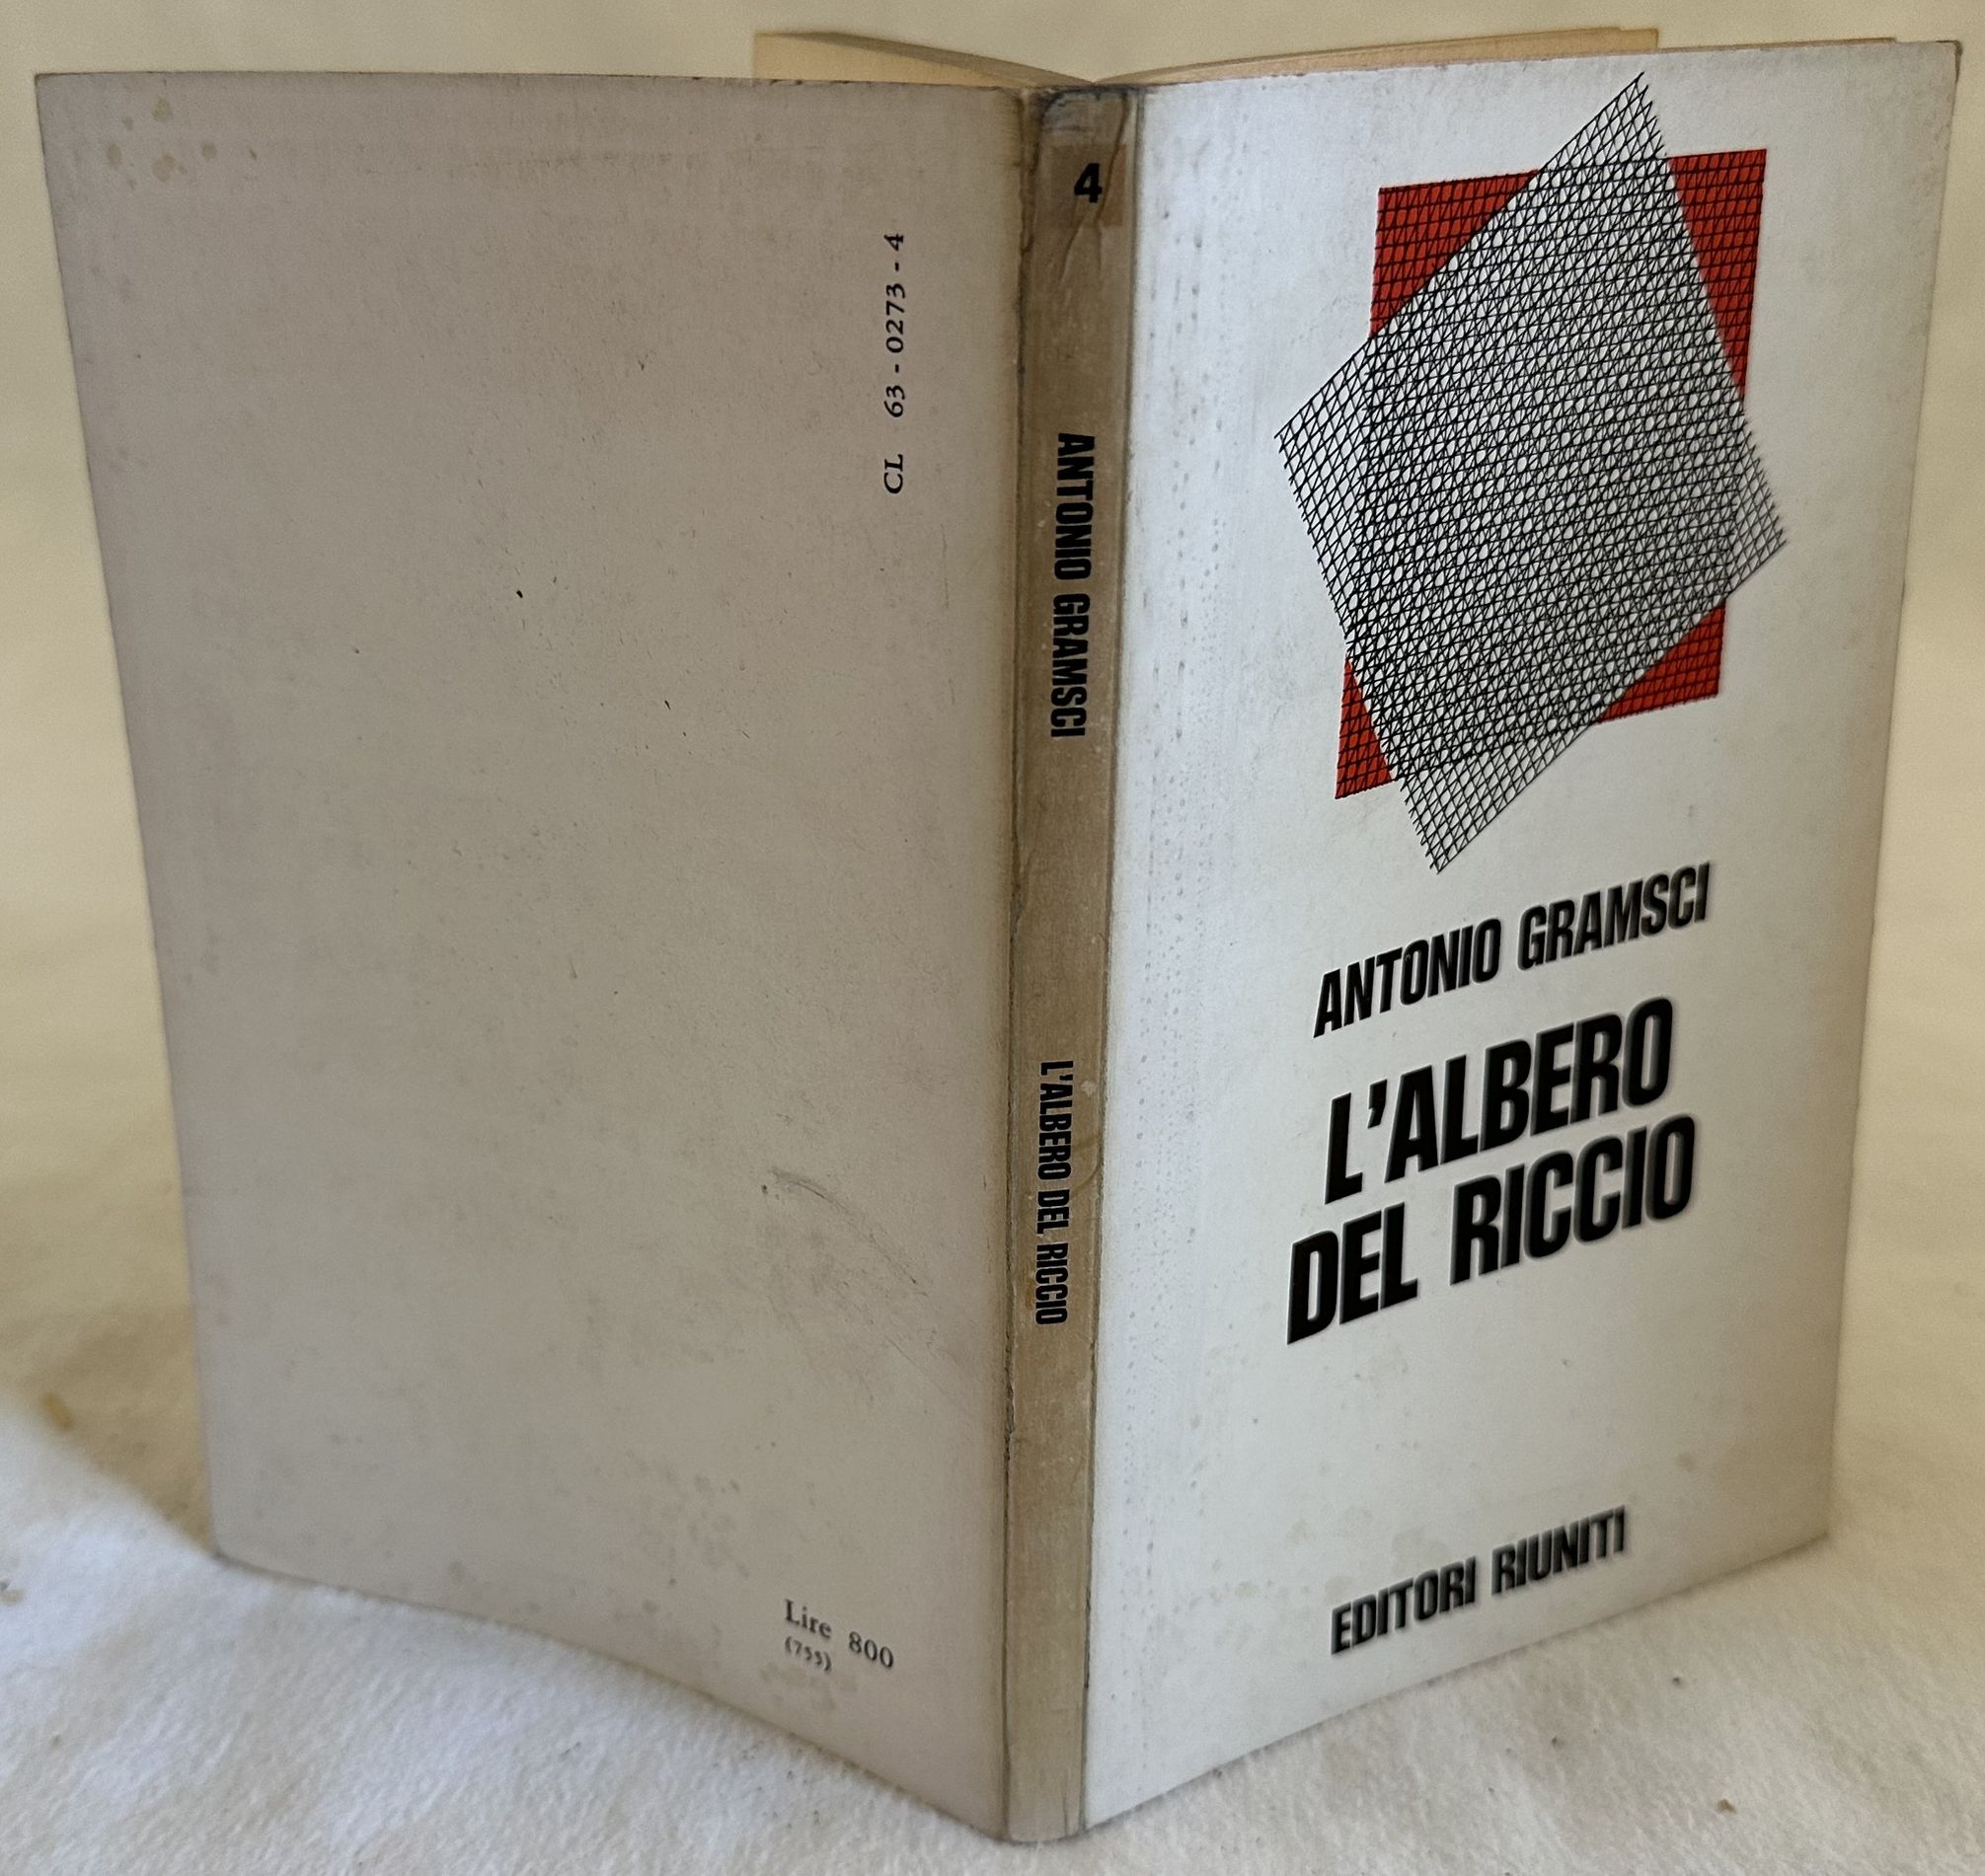 CL 63-0273-4
Lire 800
(755)
4
ANTONIO GRAMSCI
L'ALBERO DEL RICCIO
ANTONIO GRAMSCI
L'ALBERO
DEL RICCIO
EDITORI RIUNITI